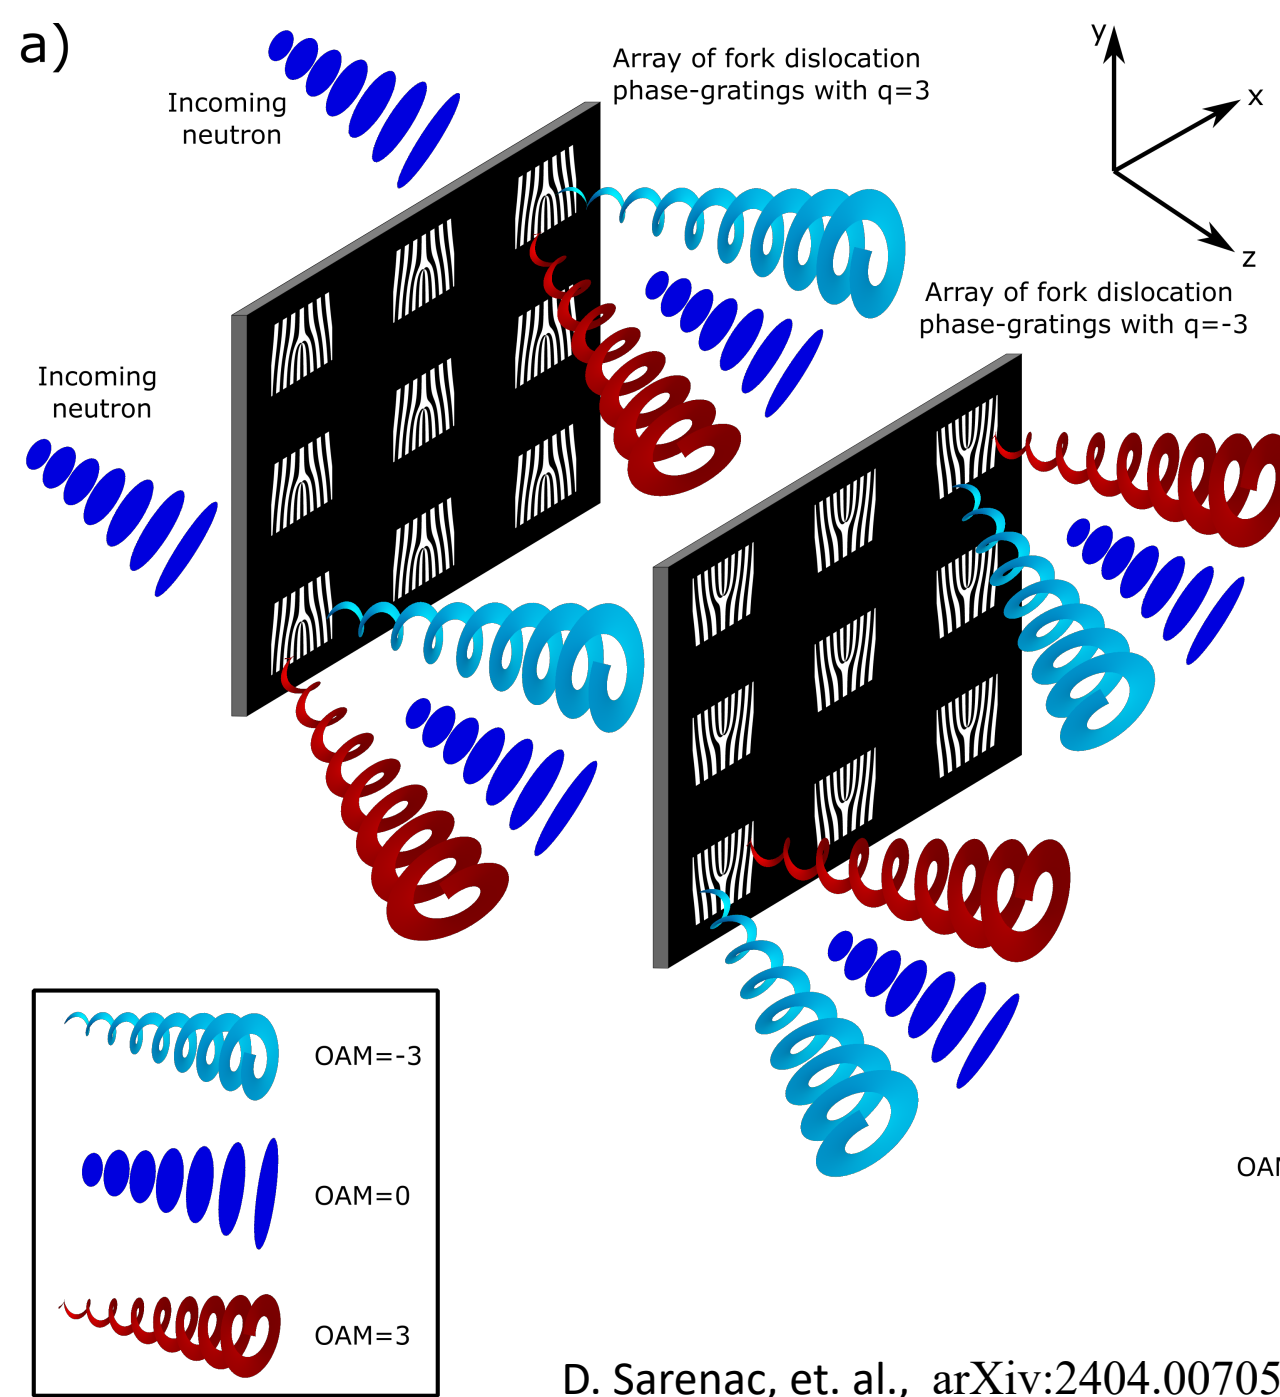 a)
Incoming
neutron
Array of fork dislocation
phase-gratings with q=3
y
x
z
Array of fork dislocation
phase-gratings with q=-3
Incoming
neutron
OAM=-3
OAM=0
OAM=3
OAM
D. Sarenac, et. al., arXiv:2404.00705